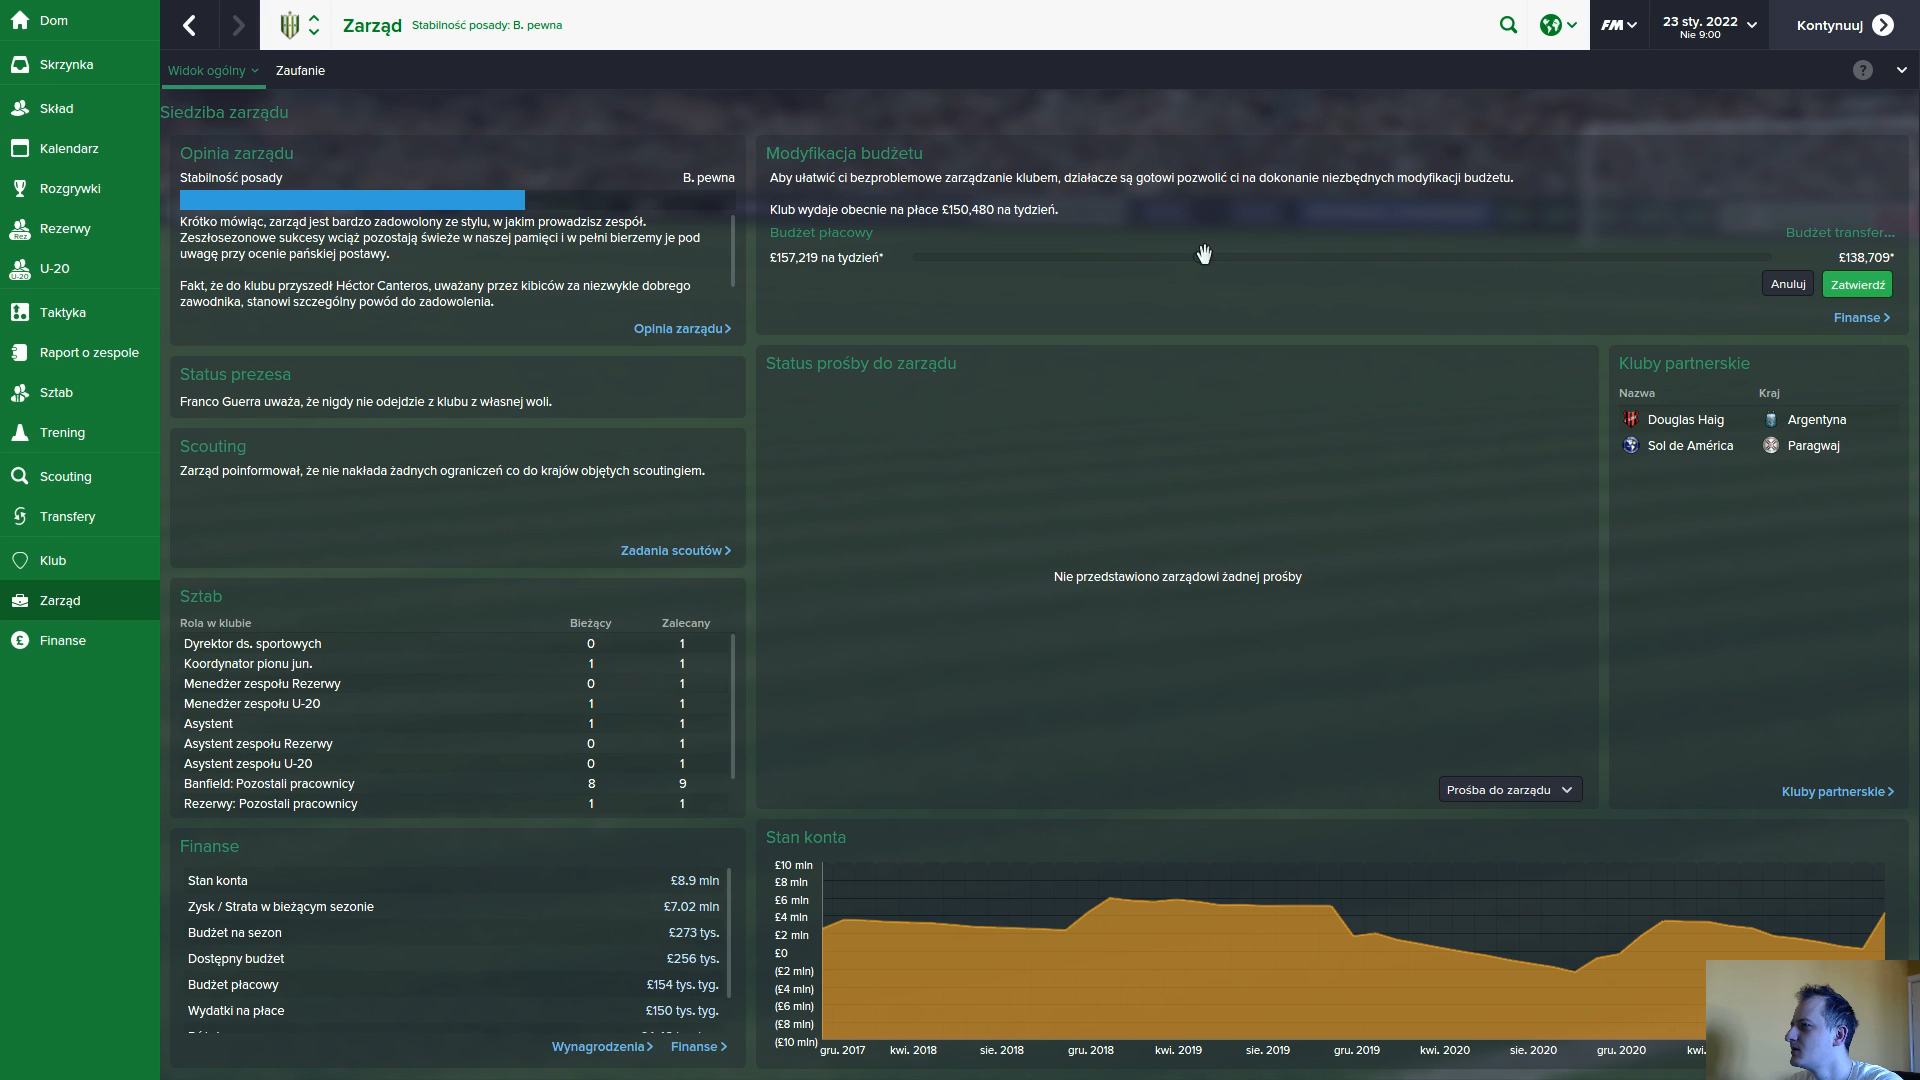 Dom
Skrzynka
Skład
Kalendarz
Rozgrywki
Rezerwy
Rez
U-20
U-20
Taktyka
Raport o zespole
Sztab
Trening
Scouting
Transfery
Klub
Zarząd
Finanse
Zarząd
Stabilność posady: B. pewna
FM
23 sty. 2022
Nie 9:00
Kontynuuj
Widok ogólny
Zaufanie
?
Siedziba zarządu
Opinia zarządu
Stabilność posady B. pewna
Krótko mówiąc, zarząd jest bardzo zadowolony ze stylu, w jakim prowadzisz zespół.
Zeszłosezonowe sukcesy wciąż pozostają świeże w naszej pamięci i w pełni bierzemy je pod
uwagę przy ocenie pańskiej postawy.
Fakt, że do klubu przyszedł Héctor Canteros, uważany przez kibiców za niezwykle dobrego
zawodnika, stanowi szczególny powód do zadowolenia.
Opinia zarządu
Status prezesa
Franco Guerra uważa, że nigdy nie odejdzie z klubu z własnej woli.
Scouting
Zarząd poinformował, że nie nakłada żadnych ograniczeń co do krajów objętych scoutingiem.
Zadania scoutów
Sztab
Rola w klubie Bieżący Zalecany
Dyrektor ds. sportowych 0 1
Koordynator pionu jun. 1 1
Menedżer zespołu Rezerwy 0 1
Menedżer zespołu U-20 1 1
Asystent 1 1
Asystent zespołu Rezerwy 0 1
Asystent zespołu U-20 0 1
Banfield: Pozostali pracownicy 8 9
Rezerwy: Pozostali pracownicy 1 1
Finanse
Stan konta £8.9 mln
Zysk / Strata w bieżącym sezonie £7.02 mln
Budżet na sezon £273 tys.
Dostępny budżet £256 tys.
Budżet płacowy £154 tys. tyg.
Wydatki na płace £150 tys. tyg.
Wynagrodzenia Finanse
Modyfikacja budżetu
Aby ułatwić ci bezproblemowe zarządzanie klubem, działacze są gotowi pozwolić ci na dokonanie niezbędnych modyfikacji budżetu.
Klub wydaje obecnie na płace £150,480 na tydzień.
Budżet płacowy Budżet transfer...
£157,219 na tydzień* £138,709*
Anuluj Zatwierdź
Finanse
Status prośby do zarządu
Nie przedstawiono zarządowi żadnej prośby
Prośba do zarządu
Kluby partnerskie
Nazwa Kraj
Douglas Haig Argentyna
Sol de América Paragwaj
Kluby partnerskie
Stan konta
£10 mln
£8 mln
£6 mln
£4 mln
£2 mln
£0
(£2 mln)
(£4 mln)
(£6 mln)
(£8 mln)
(£10 mln)
gru. 2017 kwi. 2018 sie. 2018 gru. 2018 kwi. 2019 sie. 2019 gru. 2019 kwi. 2020 sie. 2020 gru. 2020 kwi.